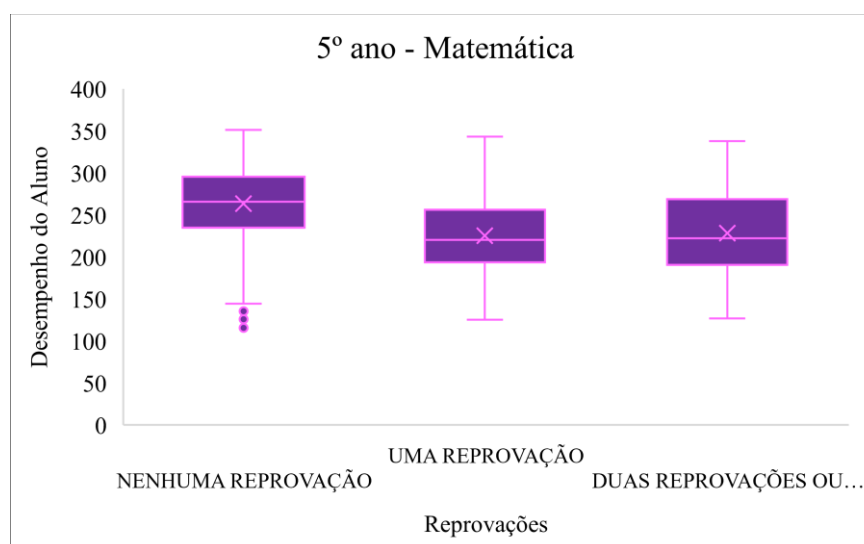 5º ano - Matemática
Desempenho do Aluno
400
350
300
250
200
150
100
50
0
UMA REPROVAÇÃO
NENHUMA REPROVAÇÃO
DUAS REPROVAÇÕES OU…
Reprovações